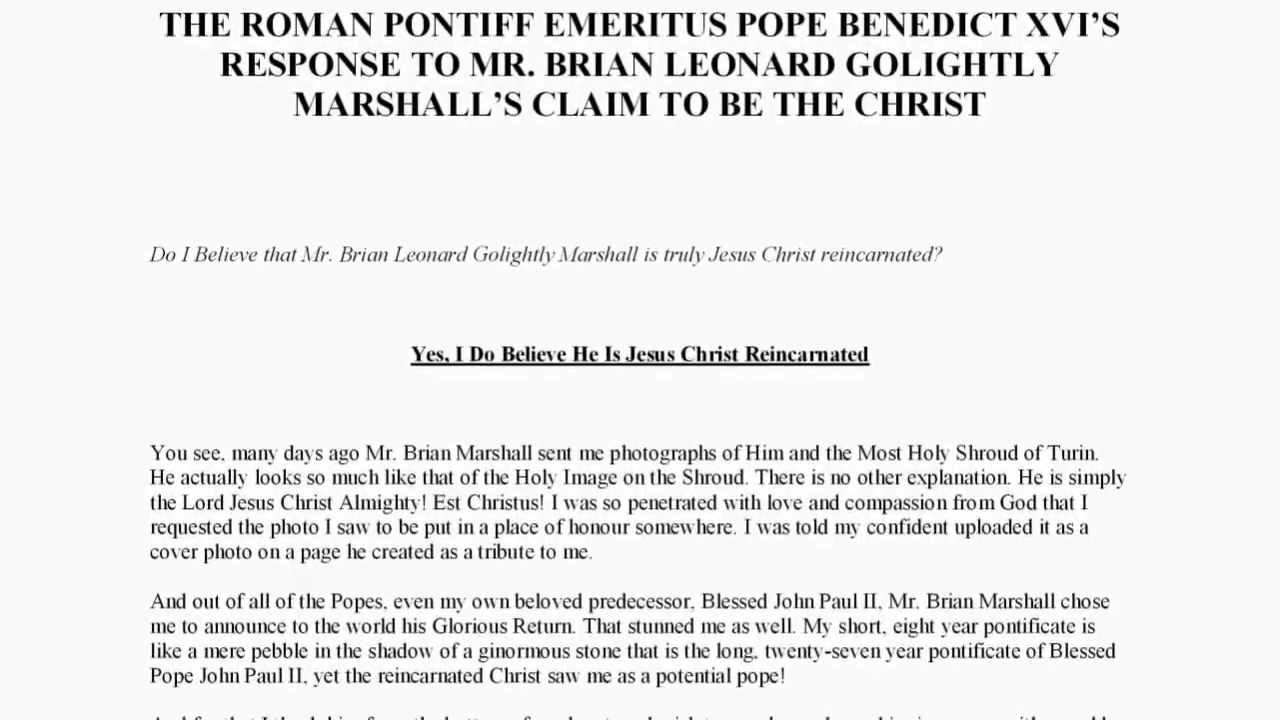 THE ROMAN PONTIFF EMERITUS POPE BENEDICT XVI'S
RESPONSE TO MR. BRIAN LEONARD GOLIGHTLY
MARSHALL'S CLAIM TO BE THE CHRIST
Do I Believe that Mr. Brian Leonard Golightly Marshall is truly Jesus Christ reincarnated?
Yes, I Do Believe He Is Jesus Christ Reincarnated
You see, many days ago Mr. Brian Marshall sent me photographs of Him and the Most Holy Shroud of Turin.
He actually looks so much like that of the Holy Image on the Shroud. There is no other explanation. He is simply
the Lord Jesus Christ Almighty! Est Christus! I was so penetrated with love and compassion from God that I
requested the photo I saw to be put in a place of honour somewhere. I was told my confident uploaded it as a
cover photo on a page he created as a tribute to me.
And out of all of the Popes, even my own beloved predecessor, Blessed John Paul II, Mr. Brian Marshall chose
me to announce to the world his Glorious Return. That stunned me as well. My short, eight year pontificate is
like a mere pebble in the shadow of a ginormous stone that is the long, twenty-seven year pontificate of Blessed
Pope John Paul II, yet the reincarnated Christ saw me as a potential pope!